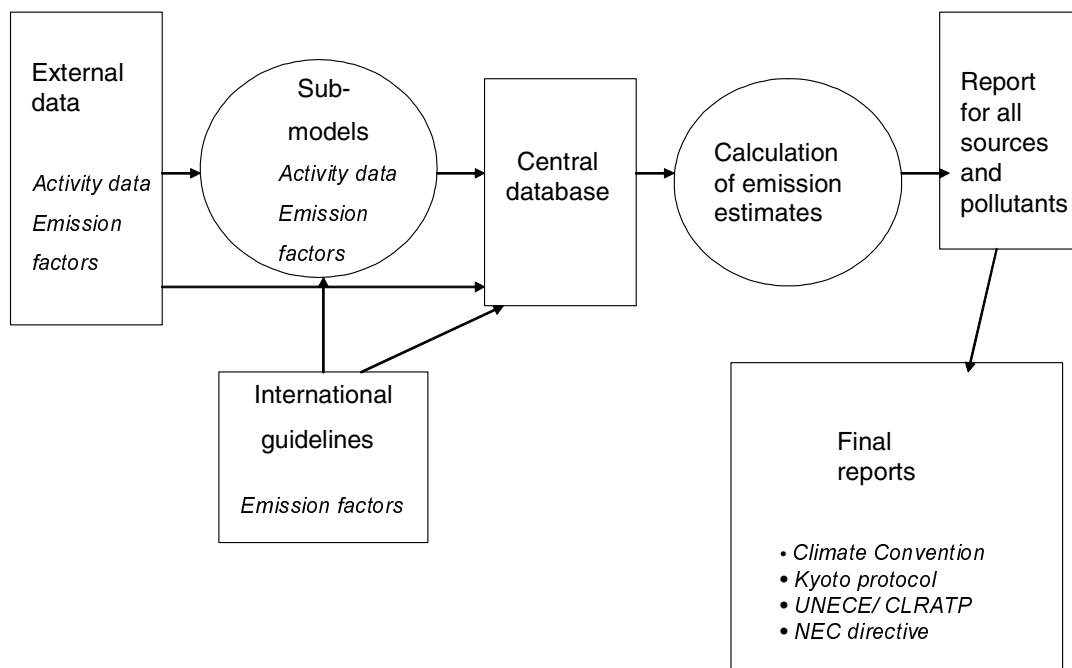 External
data
Activity data
Emission
factors
Sub-
models
Activity data
Emission
factors
International
guidelines
Emission factors
Central
database
Calculation
of emission
estimates
Report
for all
sources
and
pollutants
Final
reports
• Climate Convention
• Kyoto protocol
• UNECE/ CLRATP
• NEC directive